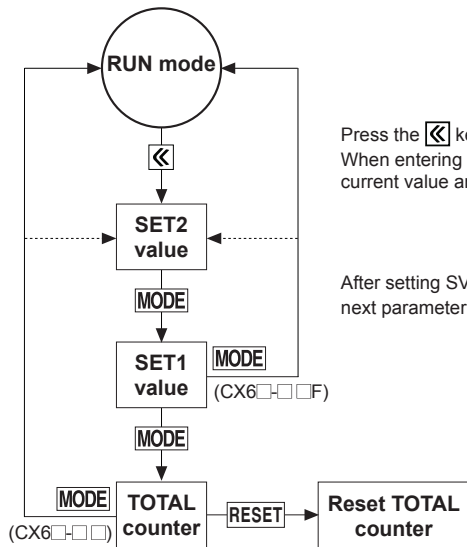 RUN mode
Press the
When entering
current value
SET2
value
MODE
After setting
next parameter
SET1
value
MODE
(CX6□-□□F)
MODE
MODE
(CX6□-□□)
TOTAL
counter
RESET
Reset TOTAL
counter